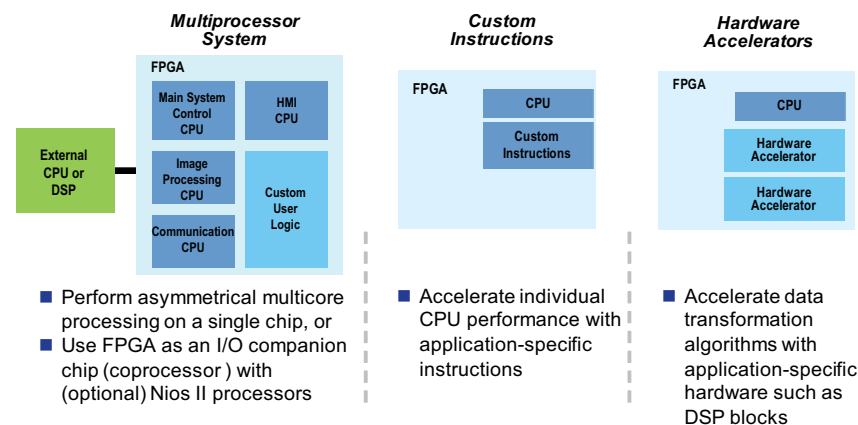 Multiprocessor
System
FPGA
Main System
Control
CPU
HMI
CPU
External
CPU or
DSP
Image
Processing
CPU
Custom
User
Logic
Communication
CPU
Perform asymmetrical multicore
processing on a single chip, or
Use FPGA as an I/O companion
chip (coprocessor ) with
(optional) Nios II processors
Custom
Instructions
FPGA
CPU
Custom
Instructions
Accelerate individual
CPU performance with
application-specific
instructions
Hardware
Accelerators
FPGA
CPU
Hardware
Accelerator
Hardware
Accelerator
Accelerate data
transformation
algorithms with
application-specific
hardware such as
DSP blocks